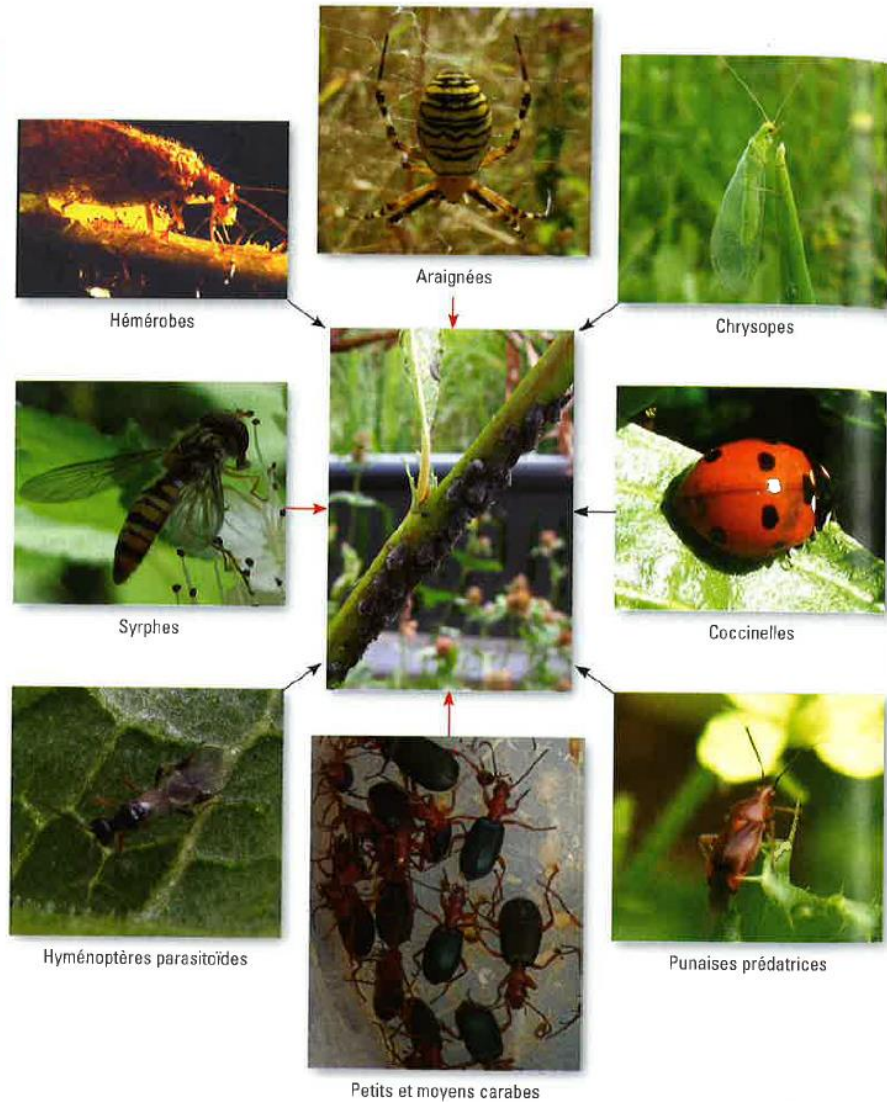 Araignées
Hémérobes
Chrysopes
Syrphes
Coccinelles
Hyménoptères parasitoïdes
Punaises prédatrices
Petits et moyens carabes